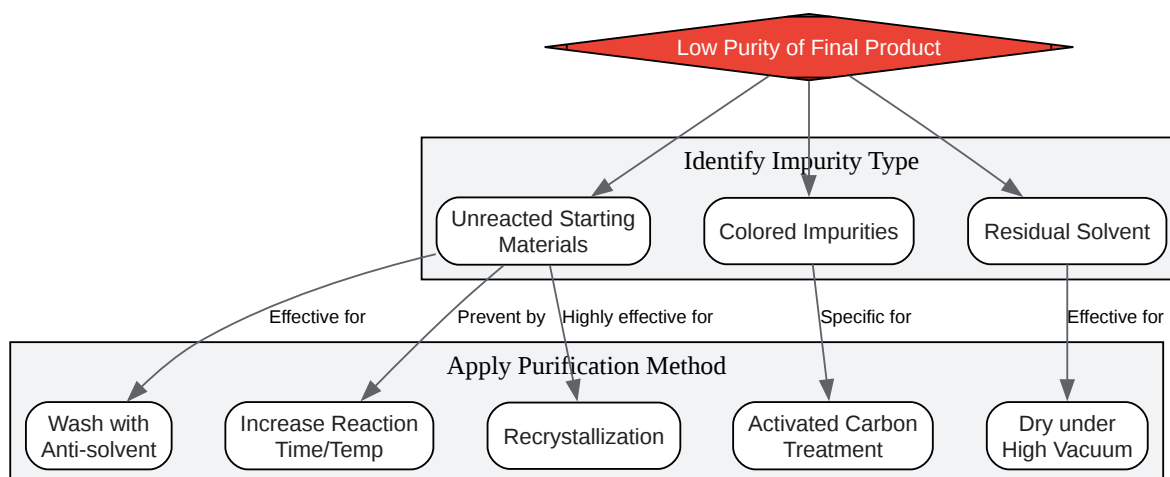 Low Purity of Final Product
Identify Impurity Type
Unreacted Starting
Materials
Colored Impurities
Residual Solvent
Effective for
Prevent by
Highly effective for
Specific for
Effective for
Apply Purification Method
Wash with
Anti-solvent
Increase Reaction
Time/Temp
Recrystallization
Activated Carbon
Treatment
Dry under
High Vacuum